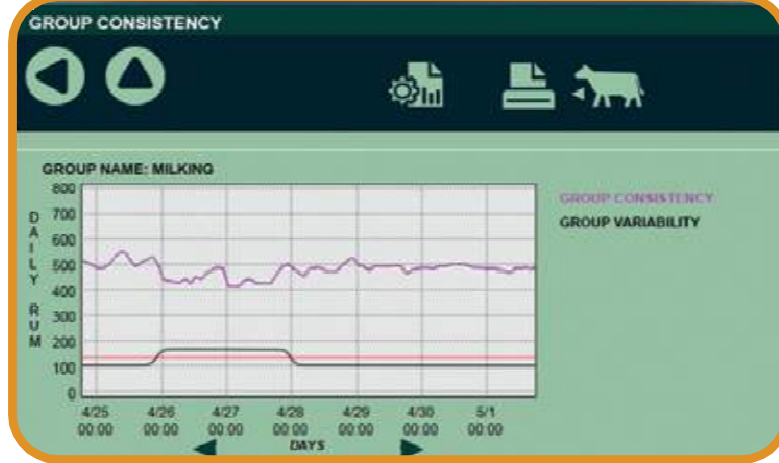 GROUP CONSISTENCY
GROUP NAME: MILKING
GROUP CONSISTENCY
GROUP VARIABILITY
DAILY RUM
800
700
600
500
400
300
200
100
0
4/25 4/26 4/27 4/28 4/29 4/30 5/1
00:00 00:00 00:00 00:00 00:00 00:00 00:00
DAYS